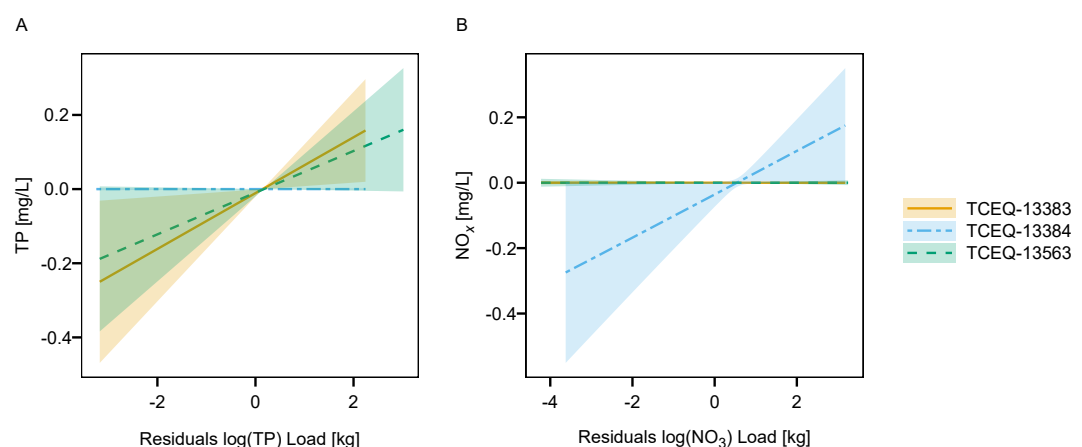 A
B
TP [mg/L]
0.2
0.0
-0.2
-0.4
-2
0
2
Residuals log(TP) Load [kg]
NOₓ [mg/L]
0.2
0.0
-0.2
-0.4
-4
-2
0
2
Residuals log(NO₃) Load [kg]
TCEQ-13383
TCEQ-13384
TCEQ-13563